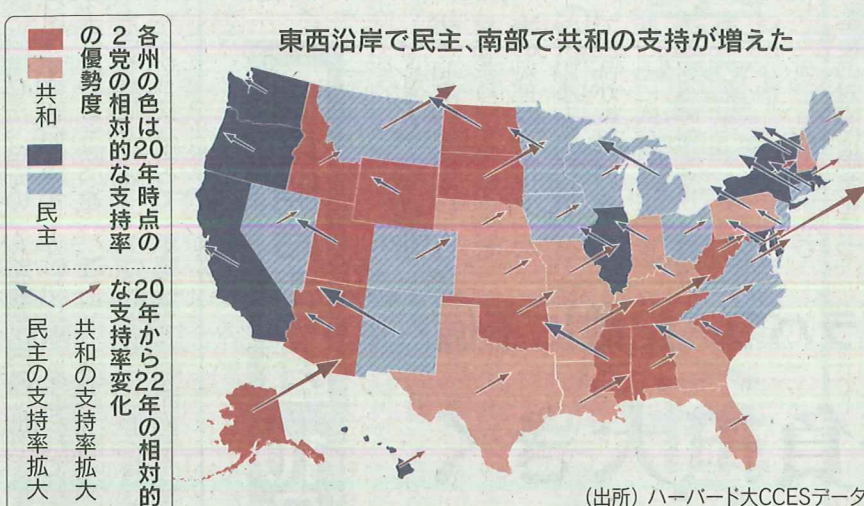 東西沿岸で民主、南部で共和の支持が増えた
各州の色は20年時点の
2党の相対的な支持率
の優勢度
共和
民主
20年から22年の相対的
な支持率変化
共和の支持率拡大
民主の支持率拡大
(出所)ハーバード大CCESデータ